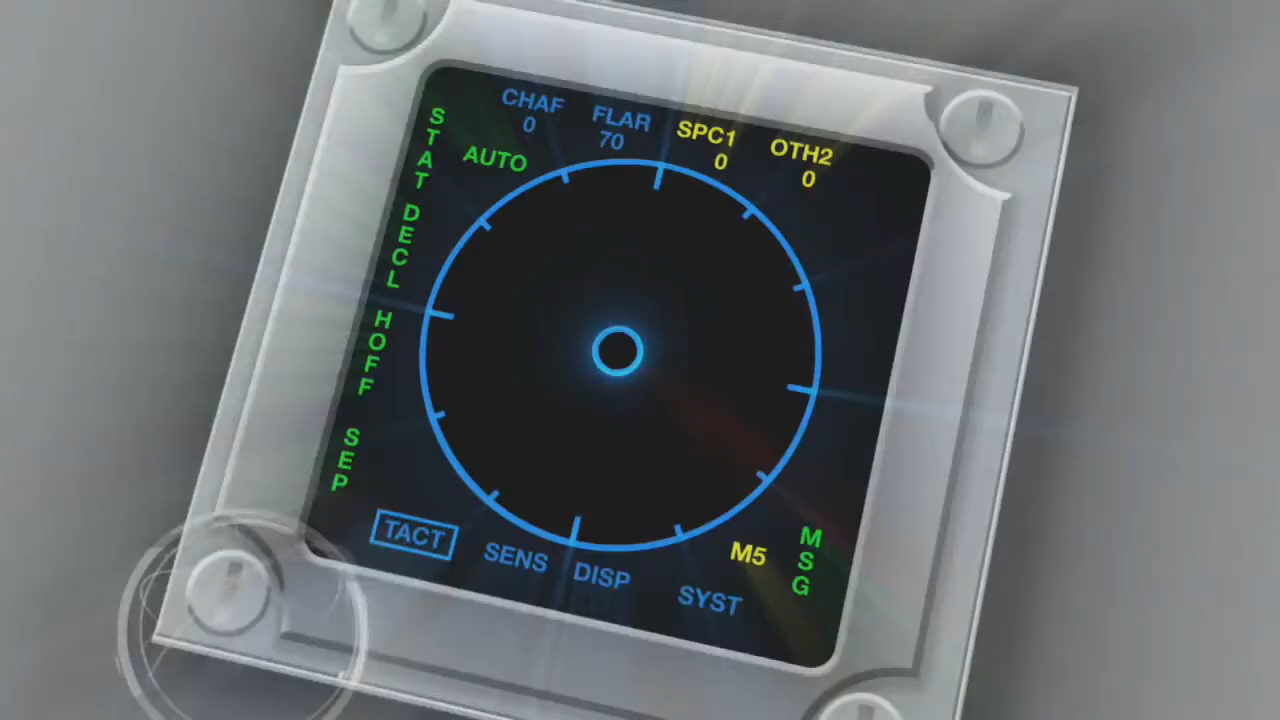 CHAF FLAR SPC1 OTH2
0 70 0 0
AUTO
STAT
DECL
HOFF
SEP
TACT SENS DISP SYST
M5
MSG